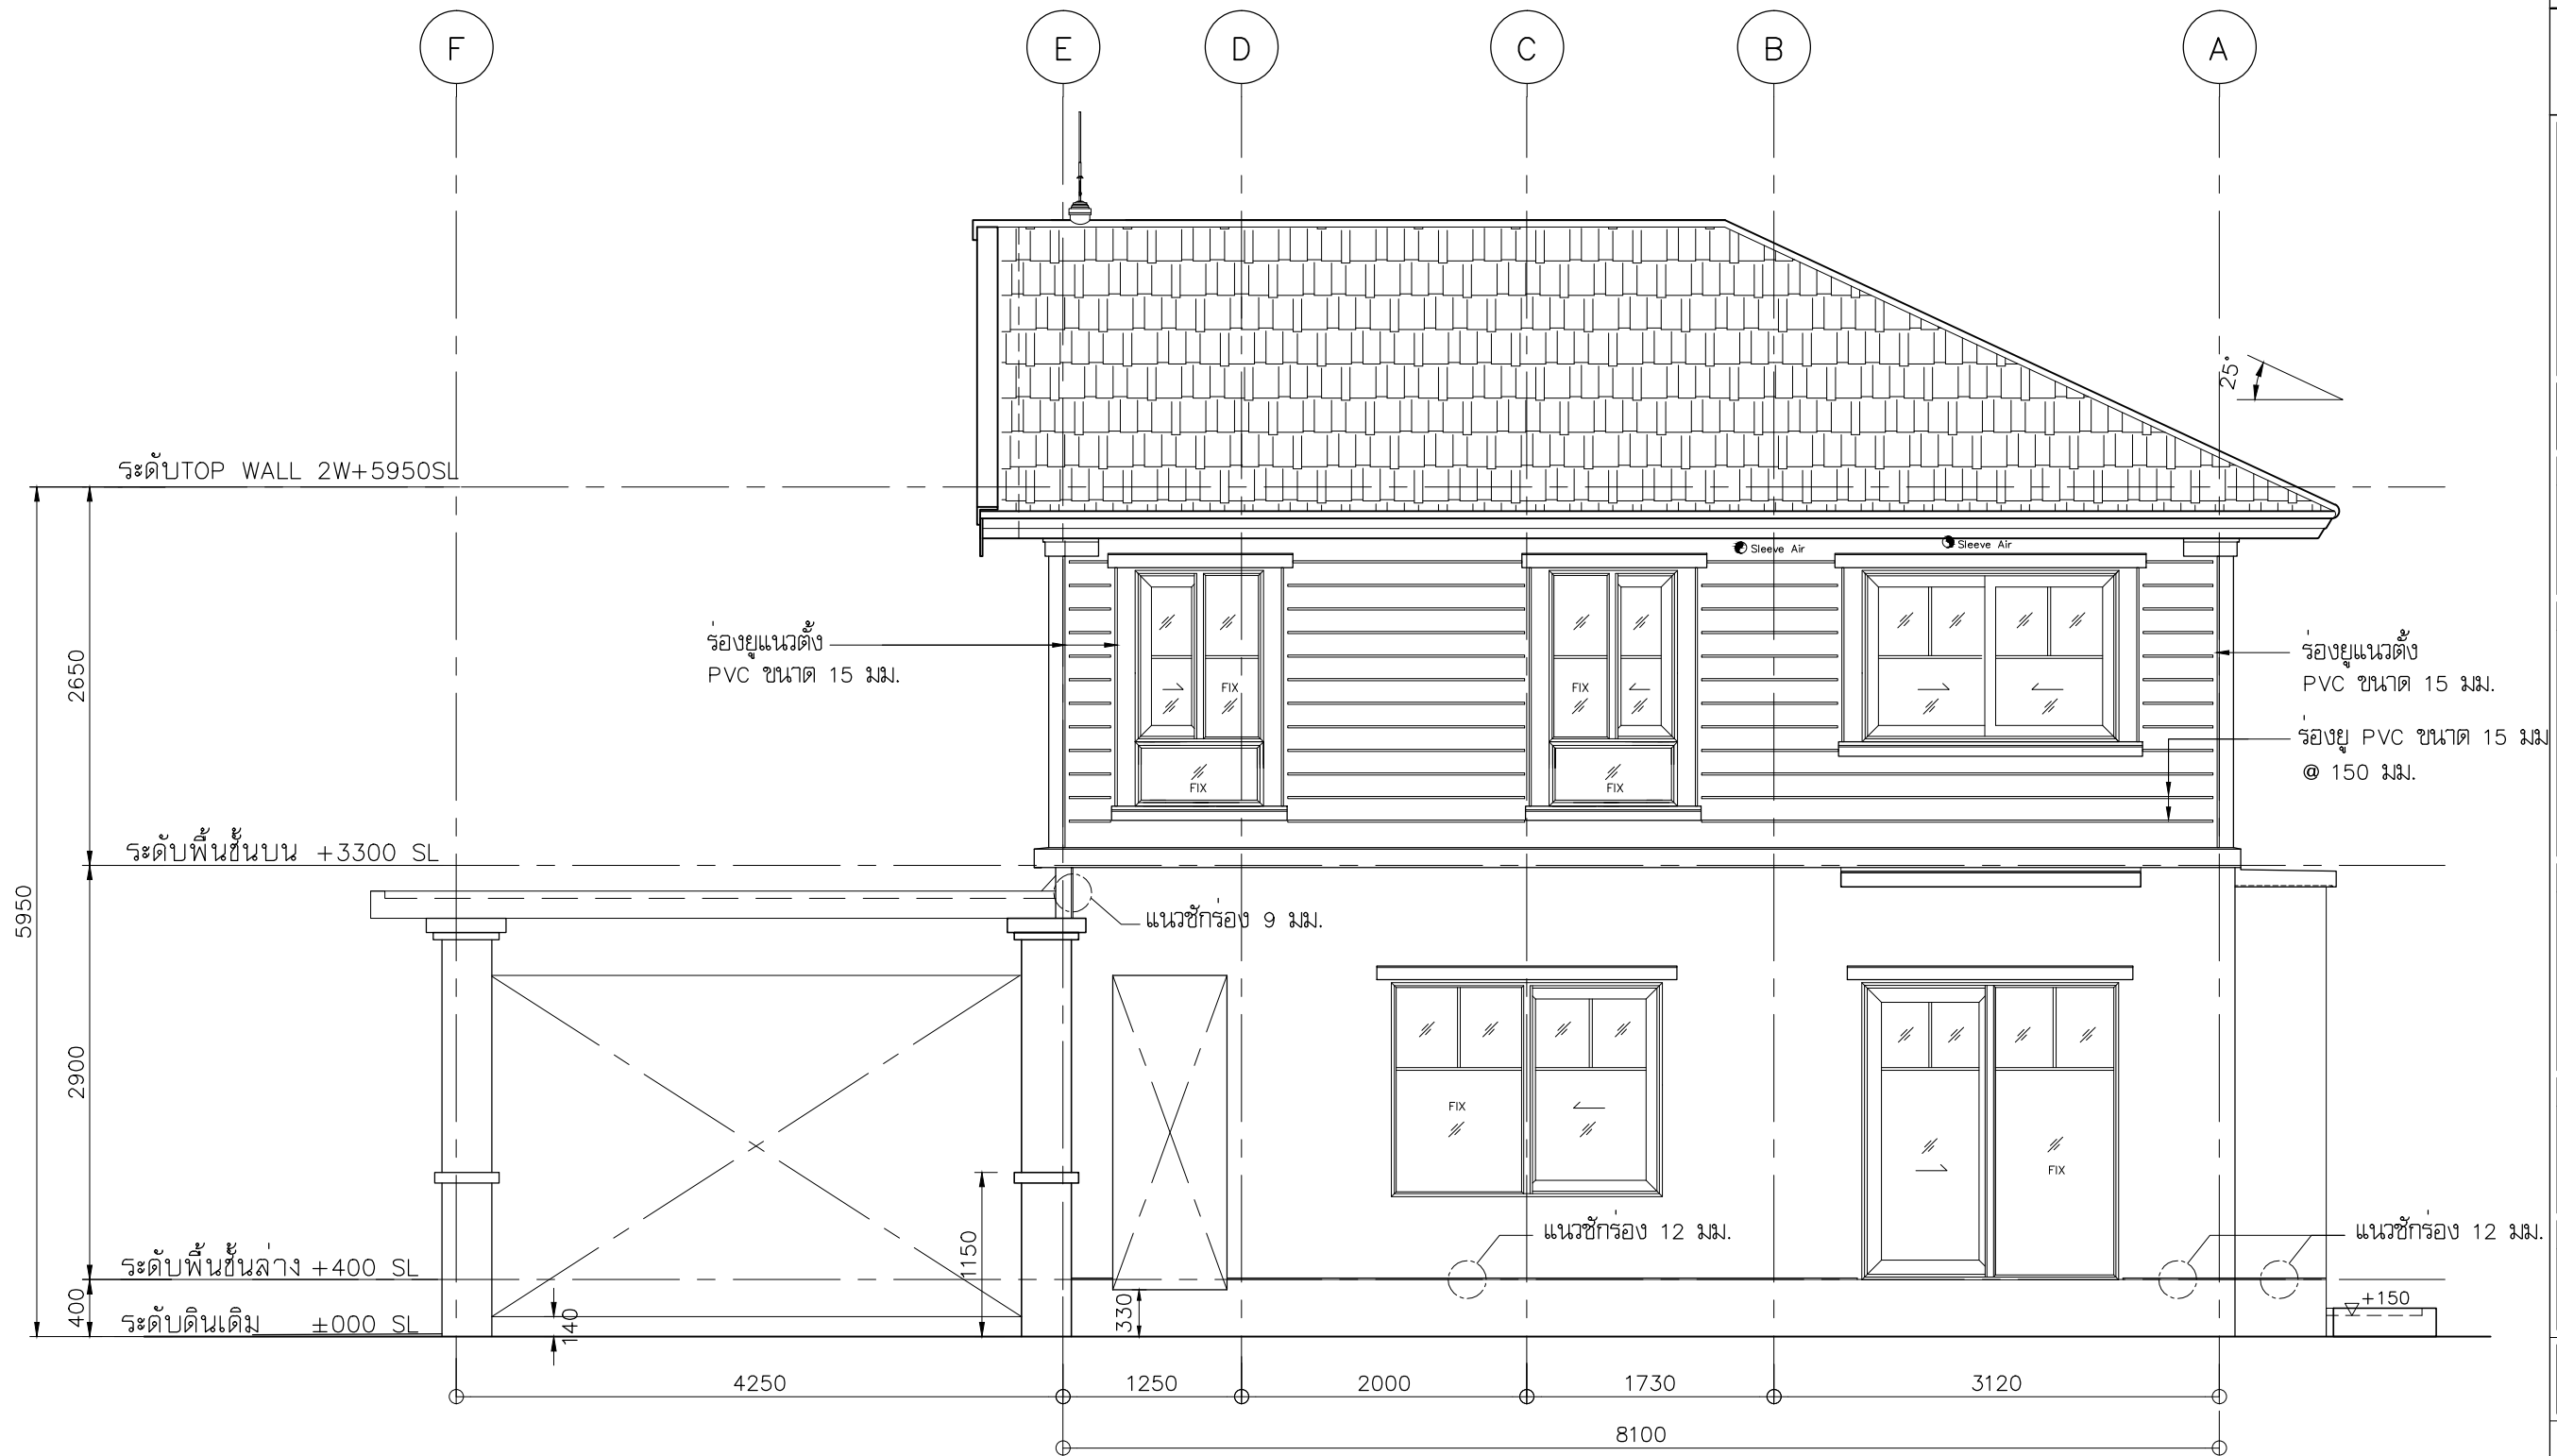 F
E
D
C
B
A
25°
ระดับTOP WALL 2W+5950SL
Sleeve Air
Sleeve Air
ร่องยูแนวตั้ง
PVC ขนาด 15 มม.
ร่องยูแนวตั้ง
PVC ขนาด 15 มม.
FIX
FIX
ร่องยู PVC ขนาด 15 มม
@ 150 มม.
FIX
FIX
2650
ระดับพื้นชั้นบน +3300 SL
5950
แนวชักร่อง 9 มม.
2900
FIX
FIX
1150
แนวชักร่อง 12 มม.
แนวชักร่อง 12 มม.
ระดับพื้นชั้นล่าง +400 SL
400
ระดับดินเดิม ±000 SL
140
330
+150
4250
1250
2000
1730
3120
8100